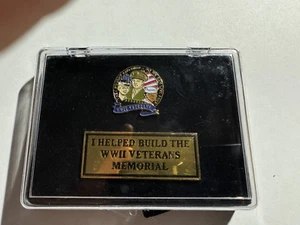 I HELPED BUILD THE
WWII VETERANS
MEMORIAL